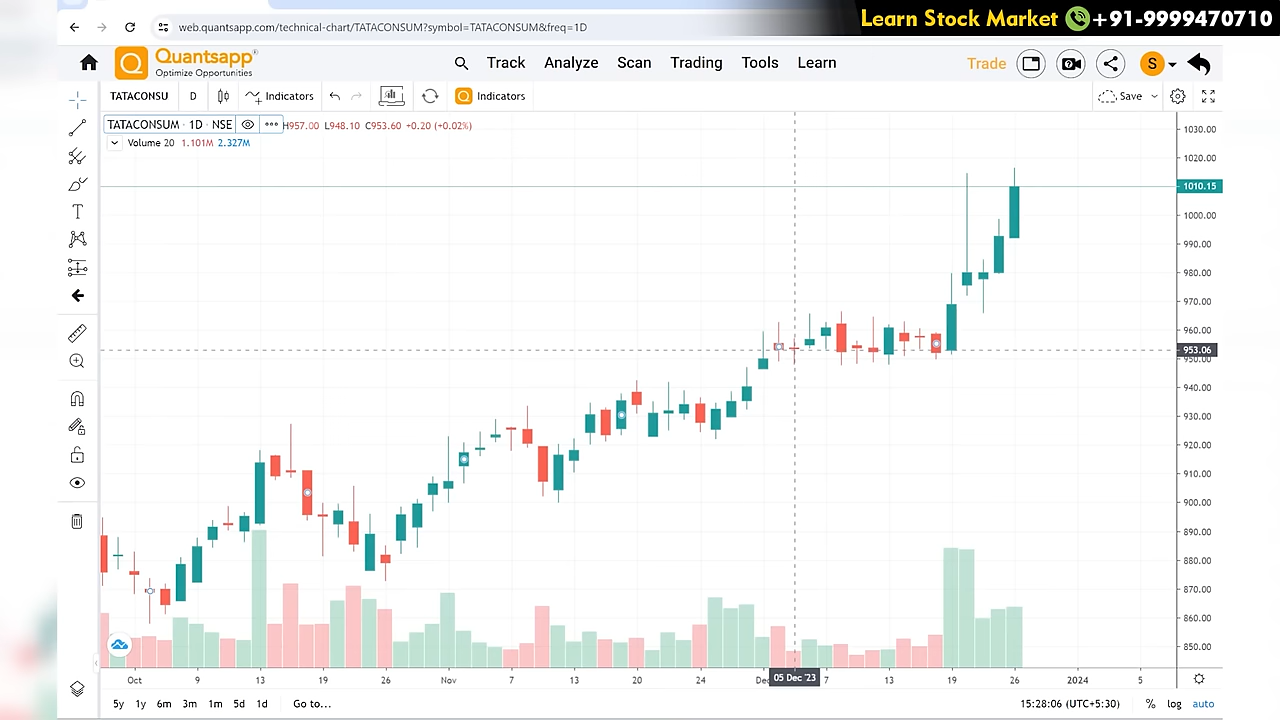 Learn Stock Market +91-9999470710
web.quantsapp.com/technical-chart/TATACONSUM?symbol=TATACONSUM&freq=1D
Quantsapp®
Optimize Opportunities
Track Analyze Scan Trading Tools Learn Trade S
TATACONSU D Indicators Indicators Save
TATACONSUM · 1D · NSE H957.00 L948.10 C953.60 +0.20 (+0.02%)
Volume 20 1.101M 2.327M
1030.00
1020.00
1010.15
1000.00
990.00
980.00
970.00
960.00
953.06
950.00
940.00
930.00
920.00
910.00
900.00
890.00
880.00
870.00
860.00
850.00
Oct 9 13 19 26 Nov 7 13 20 24 Dec 05 Dec '23 7 13 19 26 2024 5
5y 1y 6m 3m 1m 5d 1d Go to... 15:28:06 (UTC+5:30) % log auto